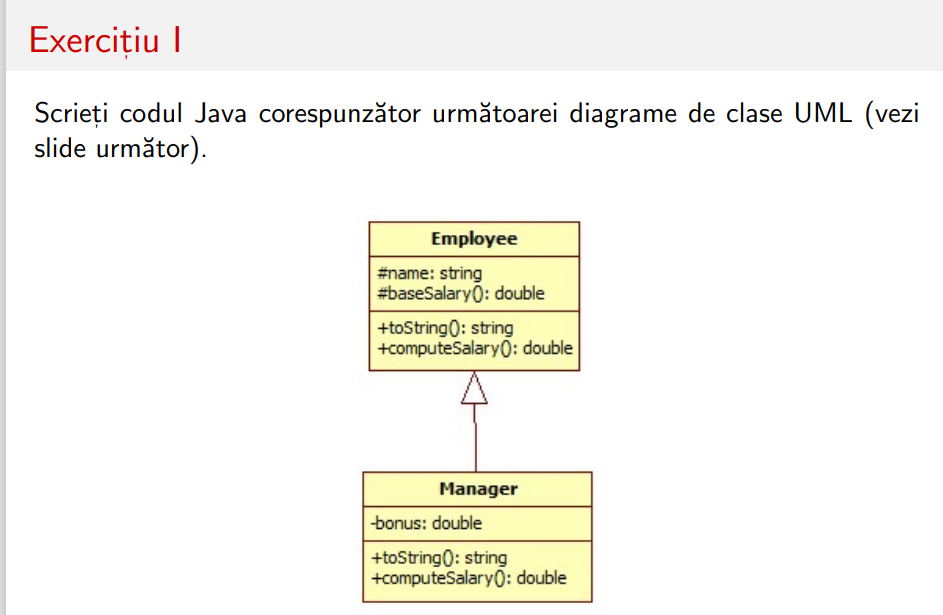 Exercițiu I
Scrieți codul Java corespunzător următoarei diagrame de clase UML (vezi
slide următor).
Employee
#name: string
#baseSalary(): double
+toString(): string
+computeSalary(): double
Manager
-bonus: double
+toString(): string
+computeSalary(): double